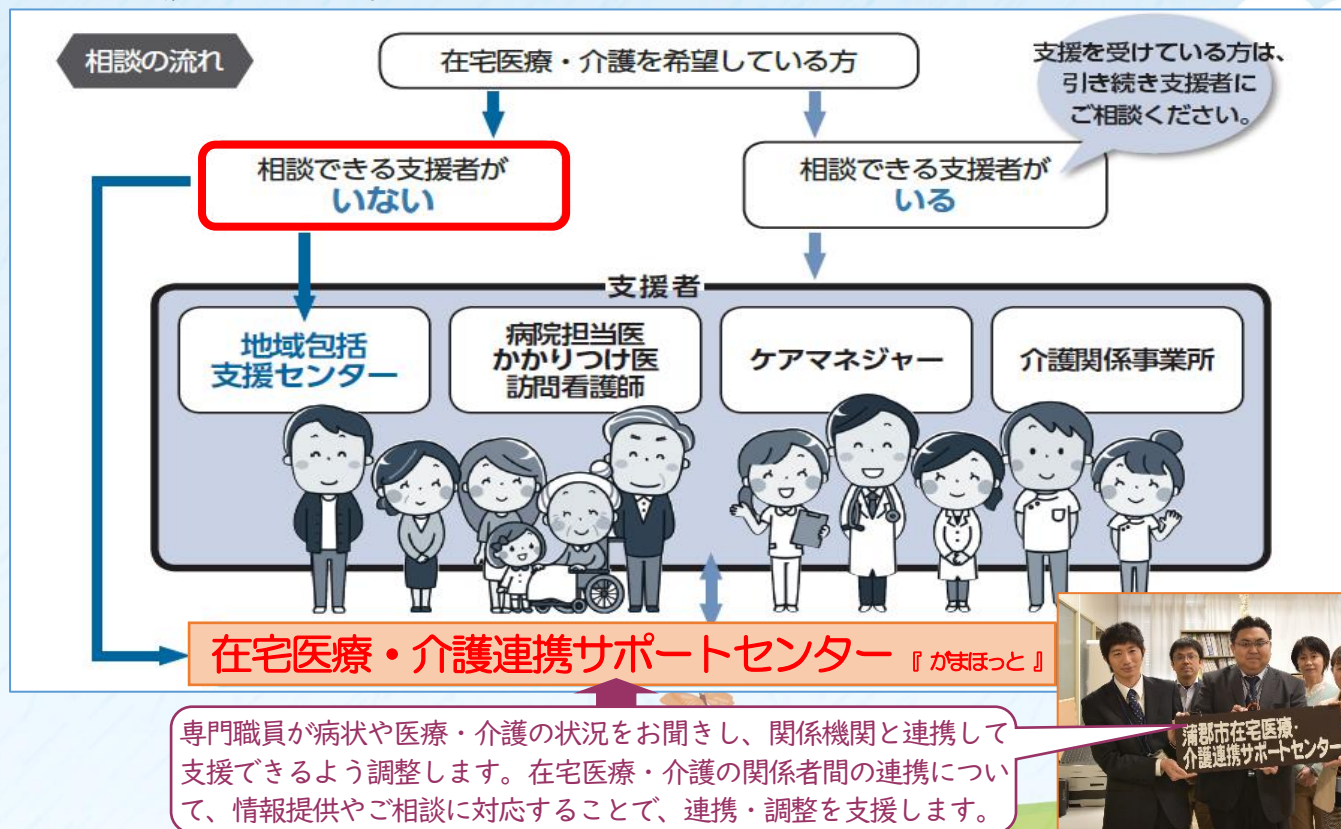 相談の流れ
在宅医療・介護を希望している方
支援を受けている方は、
引き続き支援者に
ご相談ください。
相談できる支援者が
いない
相談できる支援者が
いる
支援者
地域包括
支援センター
病院担当医
かかりつけ医
訪問看護師
ケアマネジャー
介護関係事業所
在宅医療・介護連携サポートセンター『 がまほっと 』
専門職員が病状や医療・介護の状況をお聞きし、関係機関と連携して
支援できるよう調整します。在宅医療・介護の関係者間の連携につい
て、情報提供やご相談に対応することで、連携・調整を支援します。
蒲郡市在宅医療・
介護連携サポートセンター